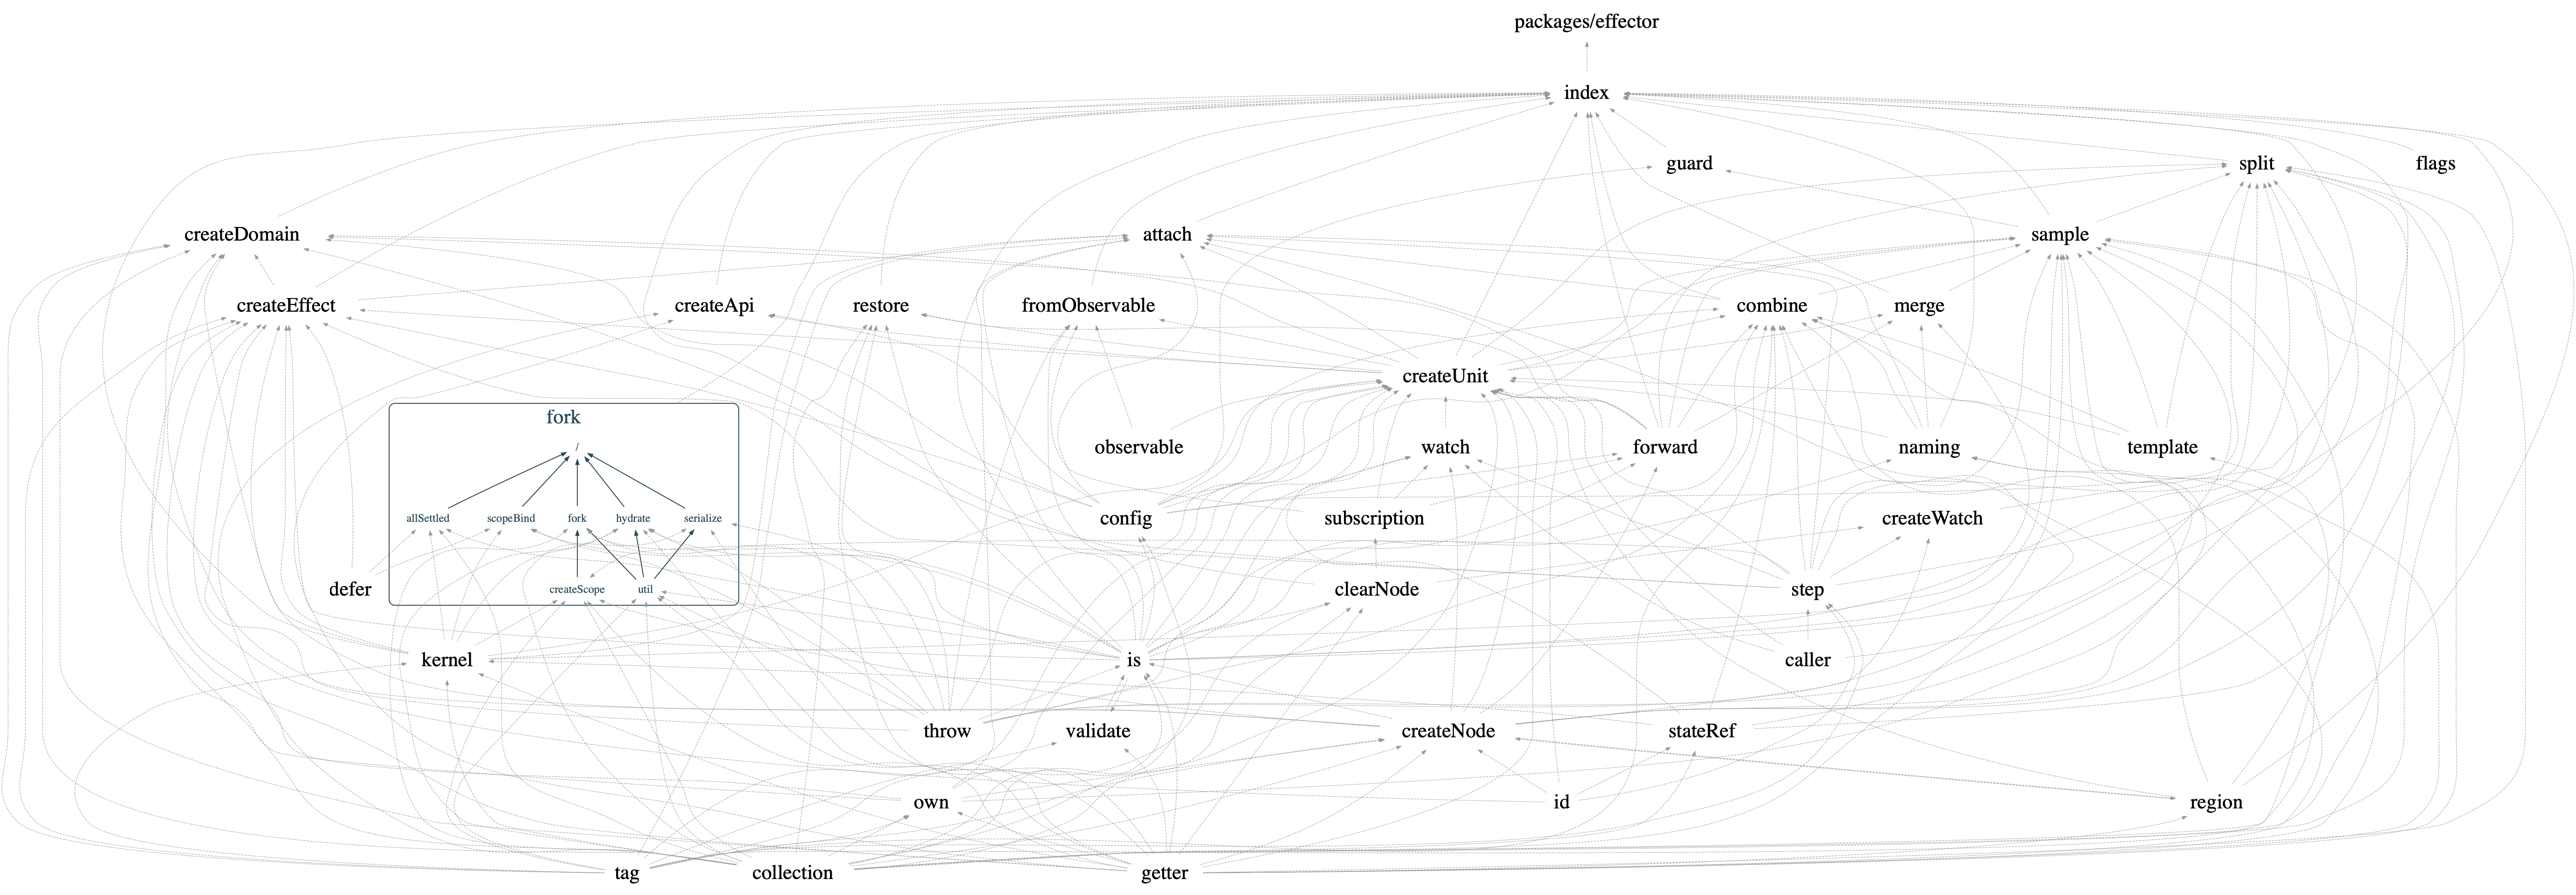 packages/effector
index
guard
split
flags
createDomain
attach
sample
createEffect
createApi
restore
fromObservable
combine
merge
createUnit
fork
/
observable
watch
forward
naming
template
allSettled
scopeBind
fork
hydrate
serialize
config
subscription
createWatch
defer
createScope
util
clearNode
step
kernel
is
caller
throw
validate
createNode
stateRef
own
id
region
tag
collection
getter